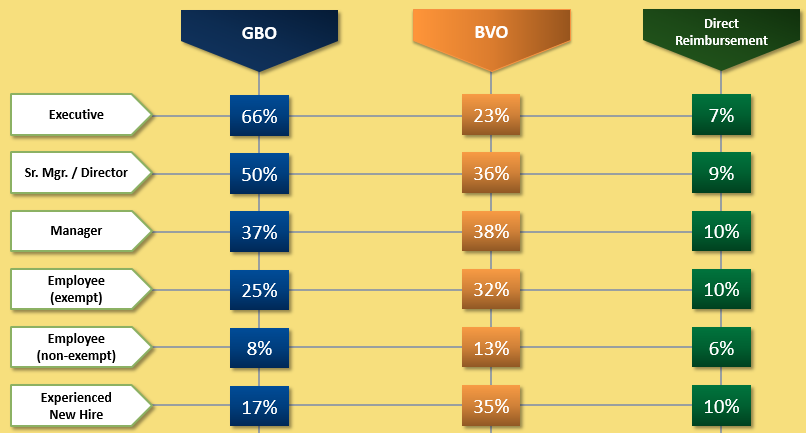 GBO
BVO
Direct
Reimbursement
Executive
66%
23%
7%
Sr. Mgr. / Director
50%
36%
9%
Manager
37%
38%
10%
Employee
(exempt)
25%
32%
10%
Employee
(non-exempt)
8%
13%
6%
Experienced
New Hire
17%
35%
10%